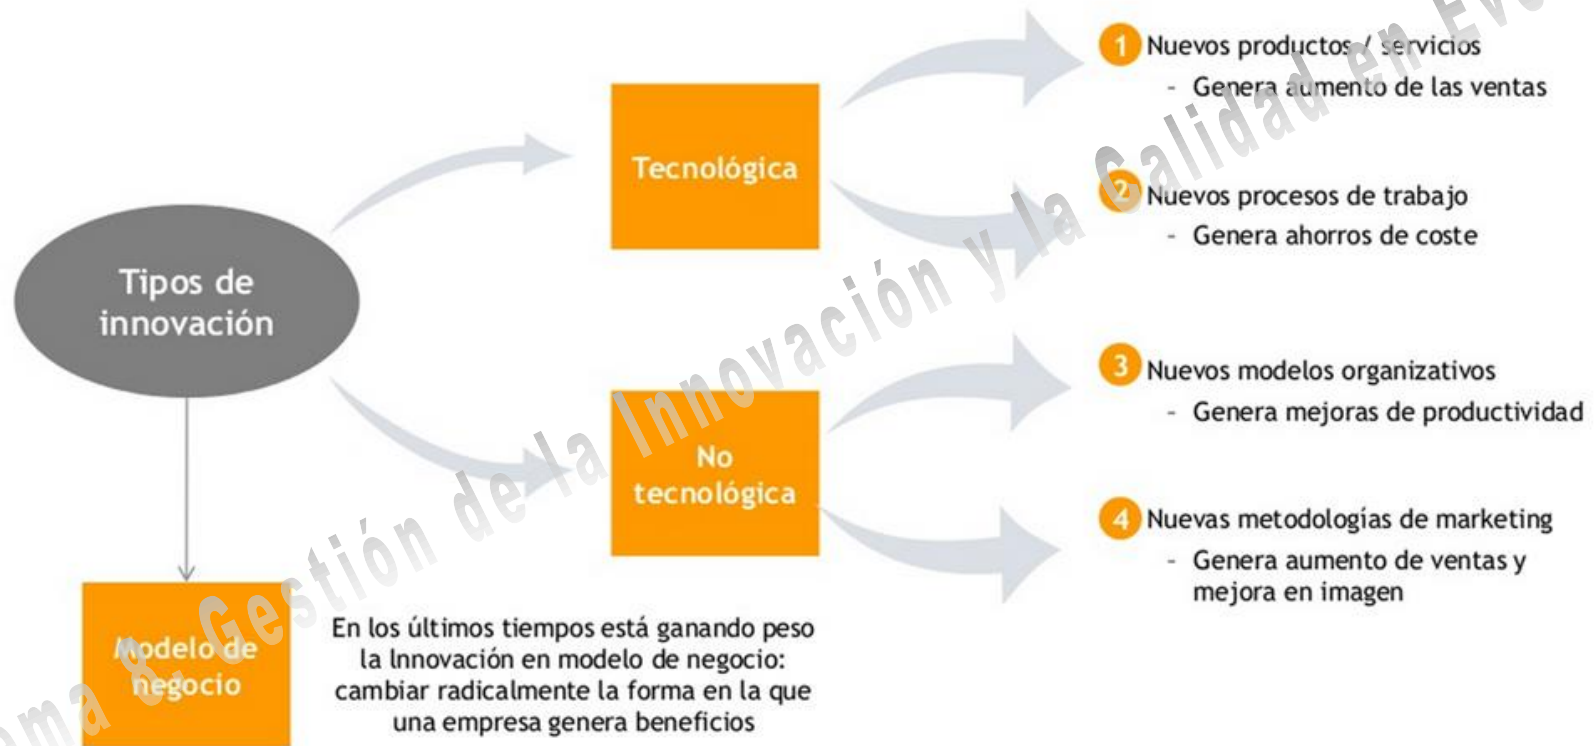 Tipos de
innovación
Tecnológica
1 Nuevos productos / servicios
- Genera aumento de las ventas
2 Nuevos procesos de trabajo
- Genera ahorros de coste
No
tecnológica
3 Nuevos modelos organizativos
- Genera mejoras de productividad
4 Nuevas metodologías de marketing
- Genera aumento de ventas y
mejora en imagen
Modelo de
negocio
En los últimos tiempos está ganando peso
la Innovación en modelo de negocio:
cambiar radicalmente la forma en la que
una empresa genera beneficios
8. Gestión de la Innovación y la Calidad en